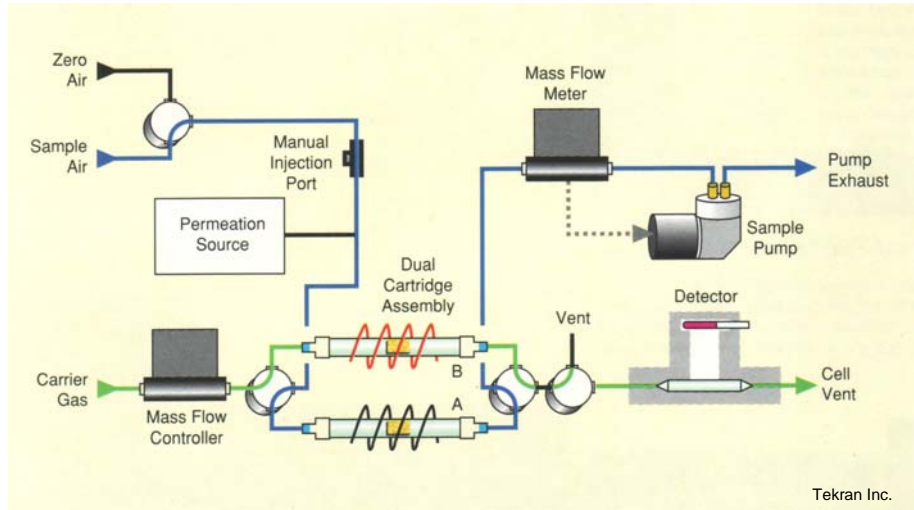 Zero
Air
Sample
Air
Manual
Injection
Port
Permeation
Source
Mass Flow
Meter
Pump
Exhaust
Sample
Pump
Dual
Cartridge
Assembly
Detector
Vent
B
A
Carrier
Gas
Mass Flow
Controller
Cell
Vent
Tekran Inc.